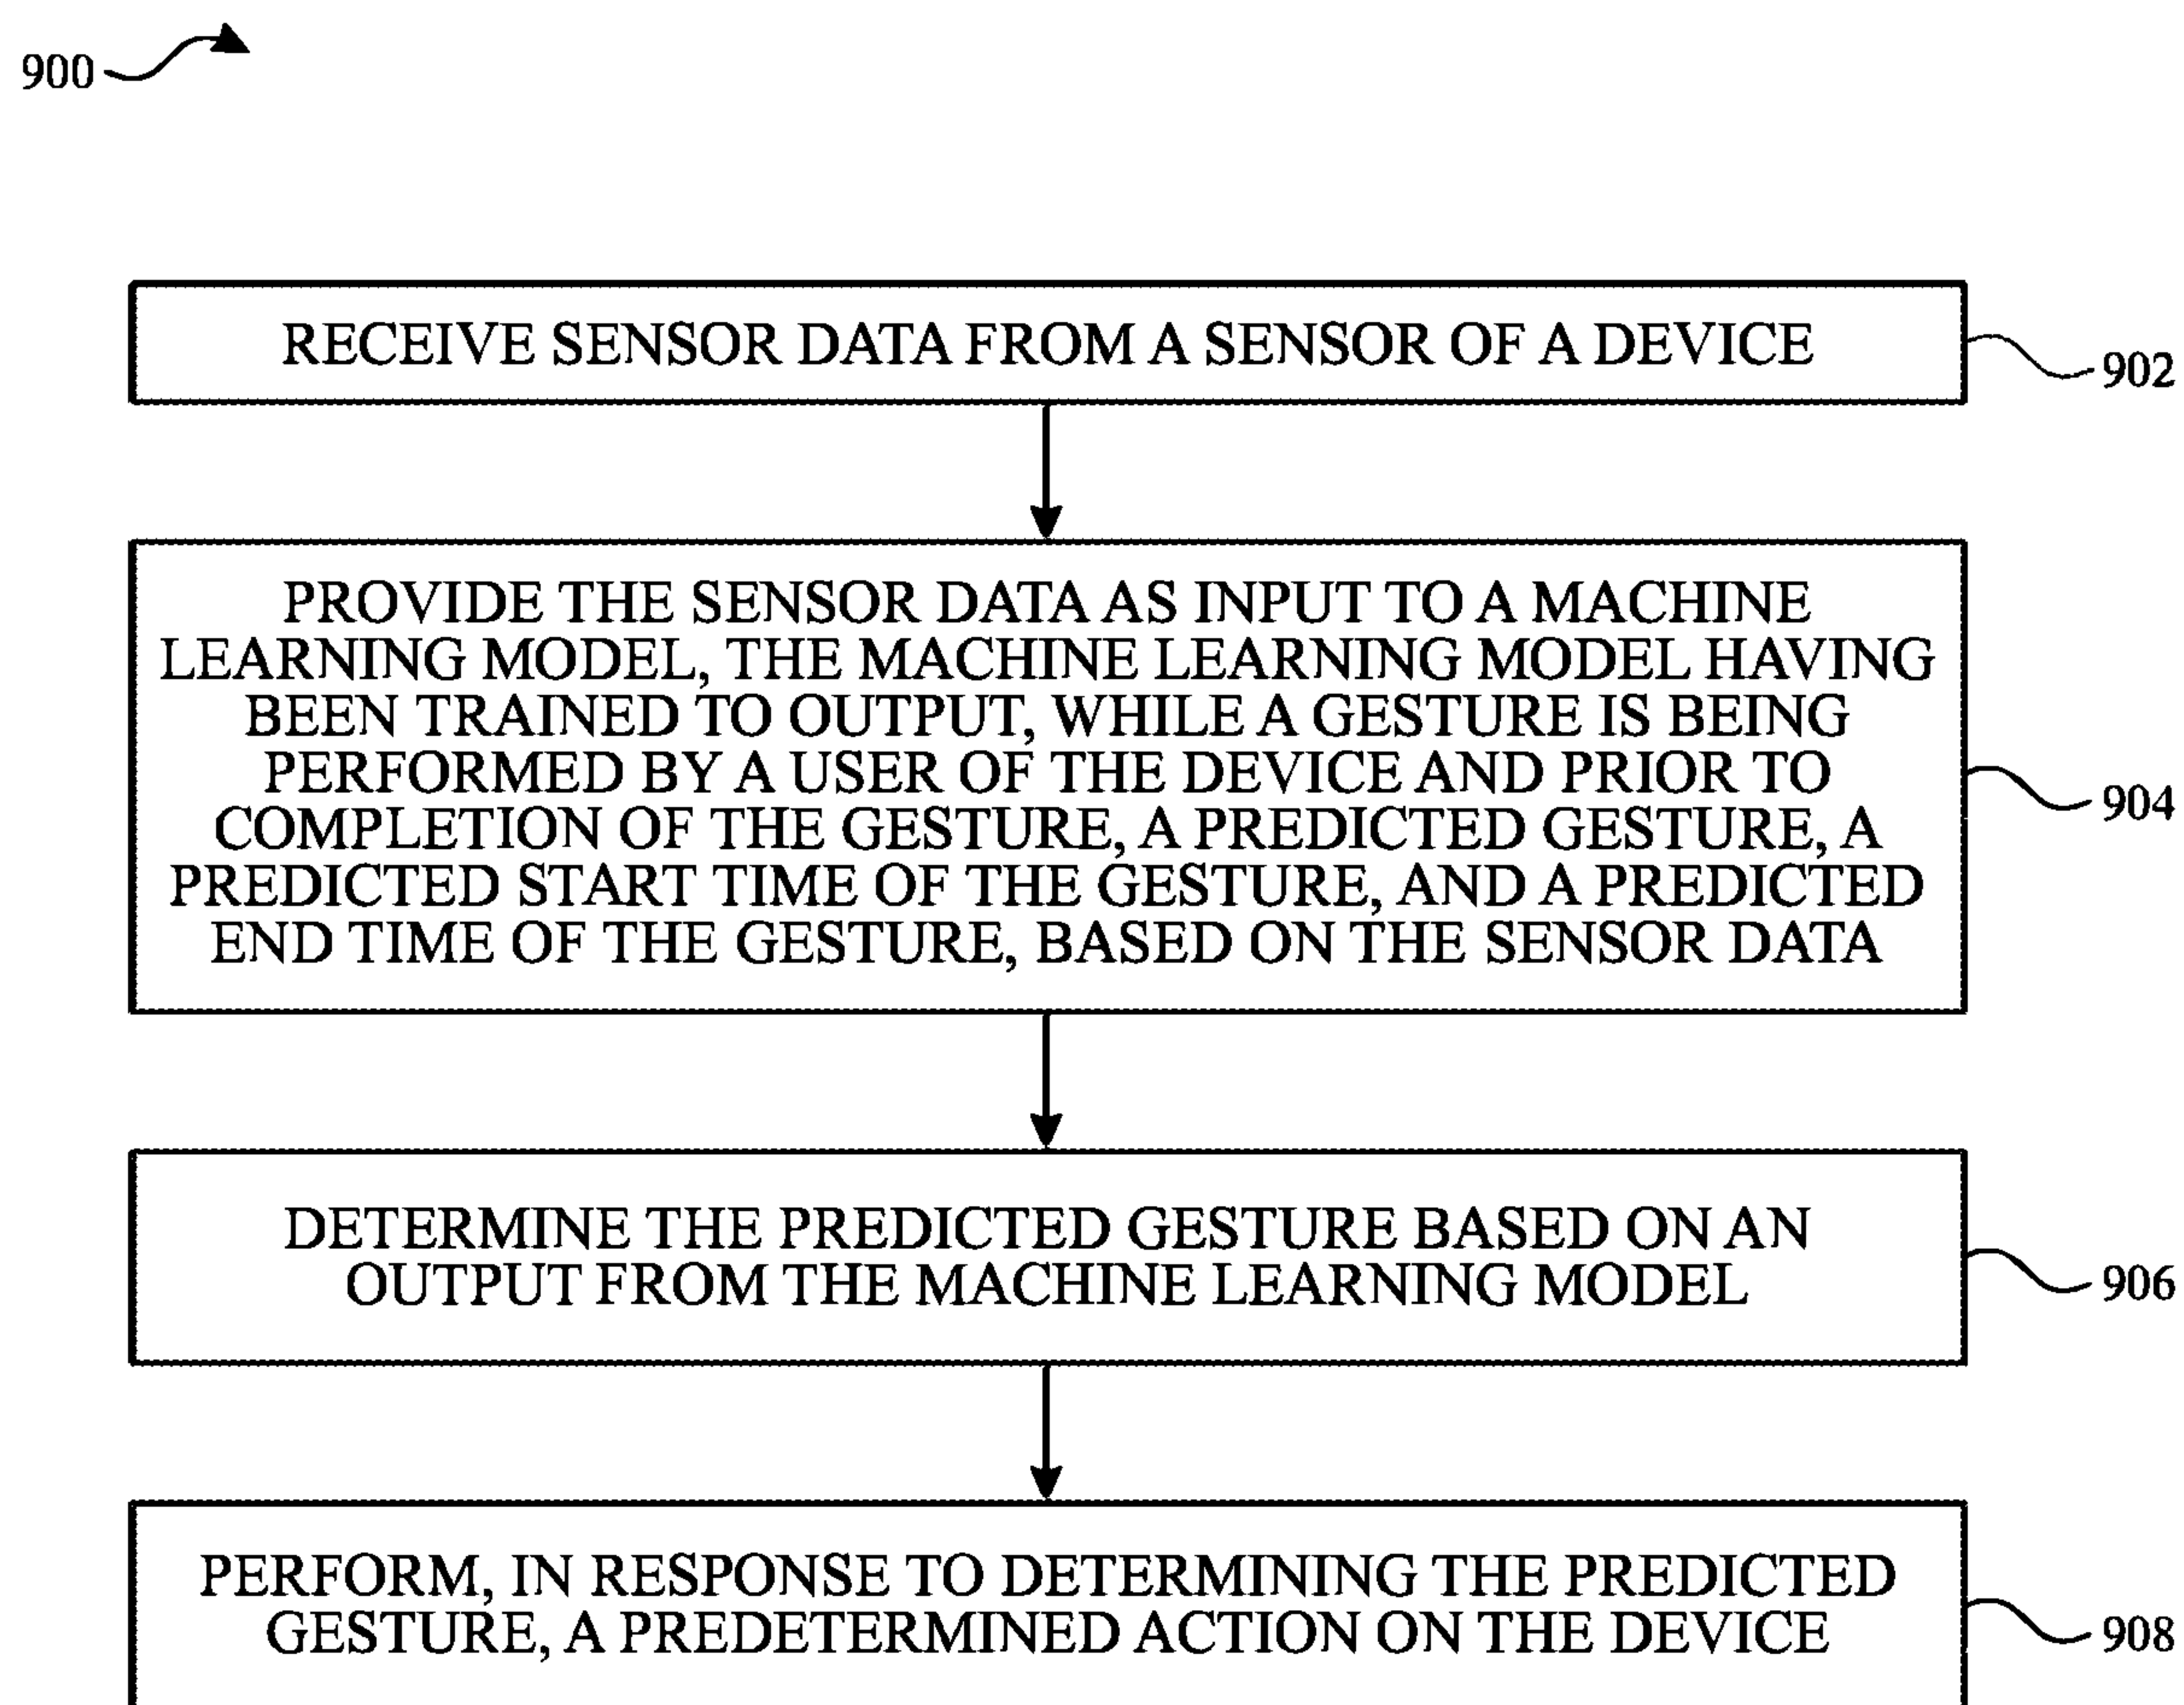 900
RECEIVE SENSOR DATA FROM A SENSOR OF A DEVICE
902
PROVIDE THE SENSOR DATA AS INPUT TO A MACHINE
LEARNING MODEL, THE MACHINE LEARNING MODEL HAVING
BEEN TRAINED TO OUTPUT, WHILE A GESTURE IS BEING
PERFORMED BY A USER OF THE DEVICE AND PRIOR TO
COMPLETION OF THE GESTURE, A PREDICTED GESTURE, A
PREDICTED START TIME OF THE GESTURE, AND A PREDICTED
END TIME OF THE GESTURE, BASED ON THE SENSOR DATA
904
DETERMINE THE PREDICTED GESTURE BASED ON AN
OUTPUT FROM THE MACHINE LEARNING MODEL
906
PERFORM, IN RESPONSE TO DETERMINING THE PREDICTED
GESTURE, A PREDETERMINED ACTION ON THE DEVICE
908